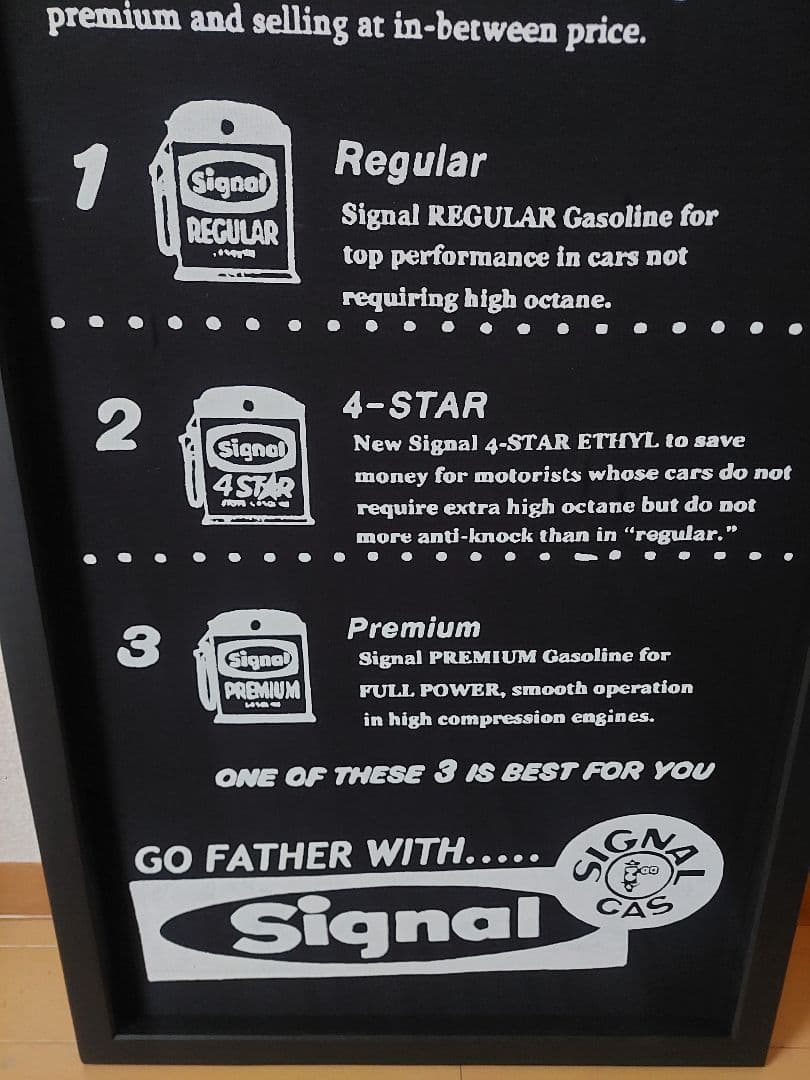 premium and selling at in-between price.
1
Signal
REGULAR
Regular
Signal REGULAR Gasoline for
top performance in cars not
requiring high octane.
2
Signal
4 STAR
4-STAR
New Signal 4-STAR ETHYL to save
money for motorists whose cars do not
require extra high octane but do not
more anti-knock than in “regular.”
3
Signal
PREMIUM
Premium
Signal PREMIUM Gasoline for
FULL POWER, smooth operation
in high compression engines.
ONE OF THESE 3 IS BEST FOR YOU
GO FATHER WITH.....
SIGNAL
GAS
Signal